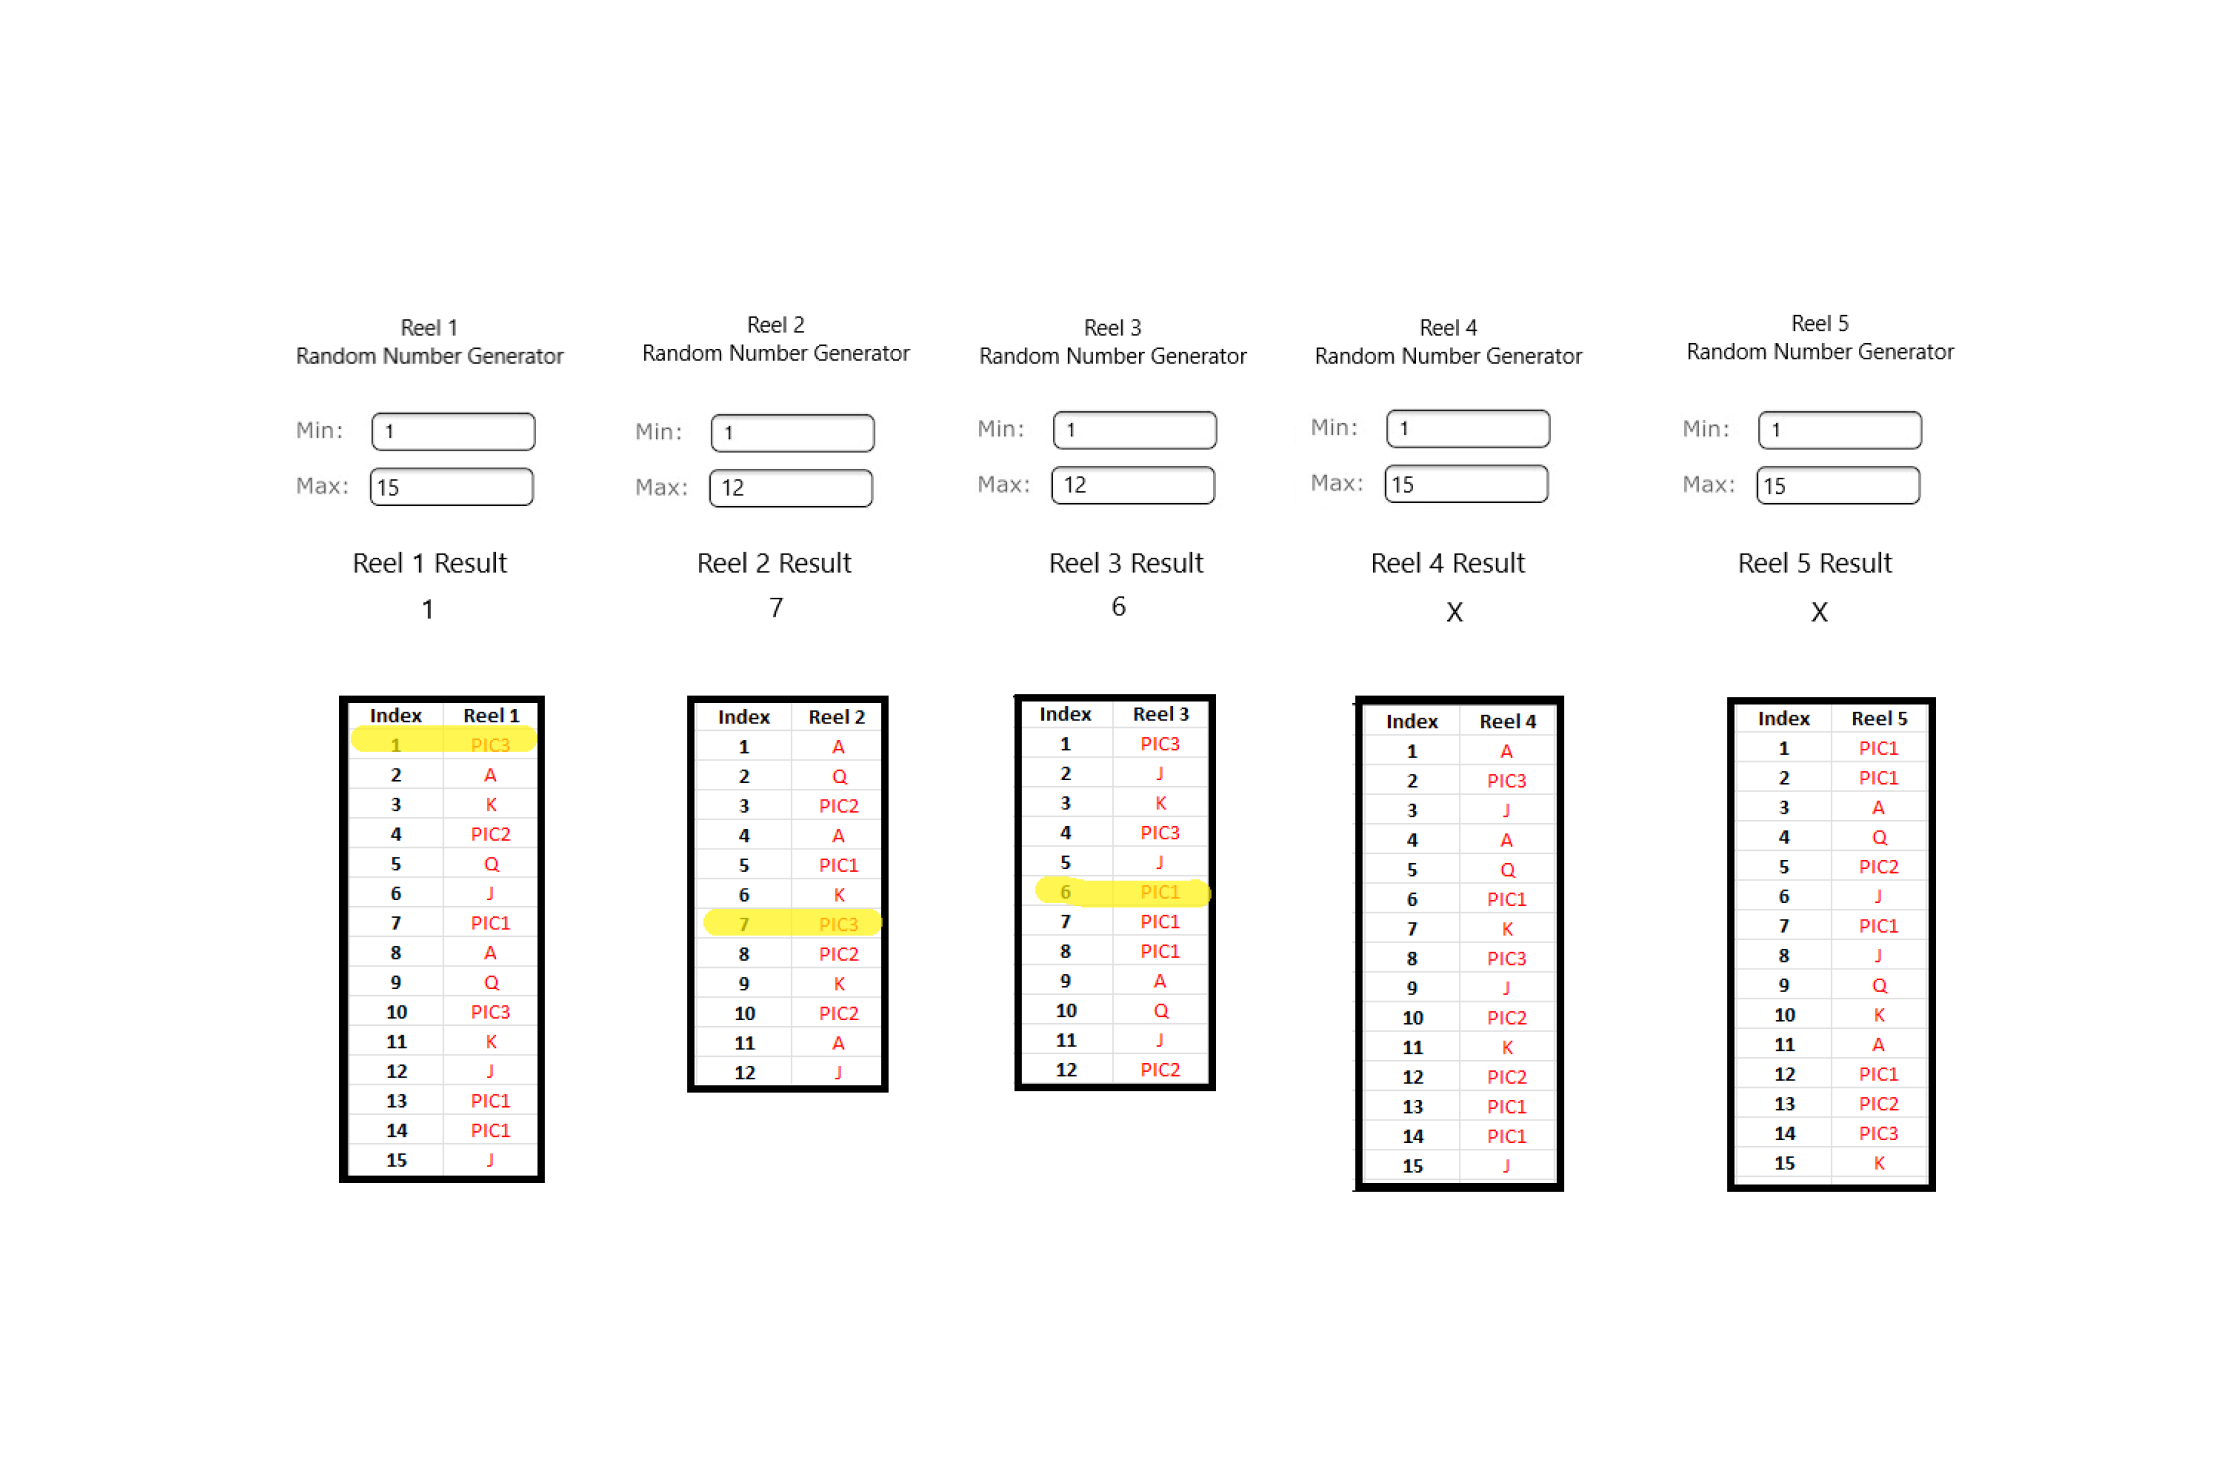 Reel 1
Random Number Generator
Min: 1
Max: 15
Reel 1 Result
1
Index Reel 1
1 PIC3
2 A
3 K
4 PIC2
5 Q
6 J
7 PIC1
8 A
9 Q
10 PIC3
11 K
12 J
13 PIC1
14 PIC1
15 J
Reel 2
Random Number Generator
Min: 1
Max: 12
Reel 2 Result
7
Index Reel 2
1 A
2 Q
3 PIC2
4 A
5 PIC1
6 K
7 PIC3
8 PIC2
9 K
10 PIC2
11 A
12 J
Reel 3
Random Number Generator
Min: 1
Max: 12
Reel 3 Result
6
Index Reel 3
1 PIC3
2 J
3 K
4 PIC3
5 J
6 PIC1
7 PIC1
8 PIC1
9 A
10 Q
11 J
12 PIC2
Reel 4
Random Number Generator
Min: 1
Max: 15
Reel 4 Result
X
Index Reel 4
1 A
2 PIC3
3 J
4 A
5 Q
6 PIC1
7 K
8 PIC3
9 J
10 PIC2
11 K
12 PIC2
13 PIC1
14 PIC1
15 J
Reel 5
Random Number Generator
Min: 1
Max: 15
Reel 5 Result
X
Index Reel 5
1 PIC1
2 PIC1
3 A
4 Q
5 PIC2
6 J
7 PIC1
8 J
9 Q
10 K
11 A
12 PIC1
13 PIC2
14 PIC3
15 K